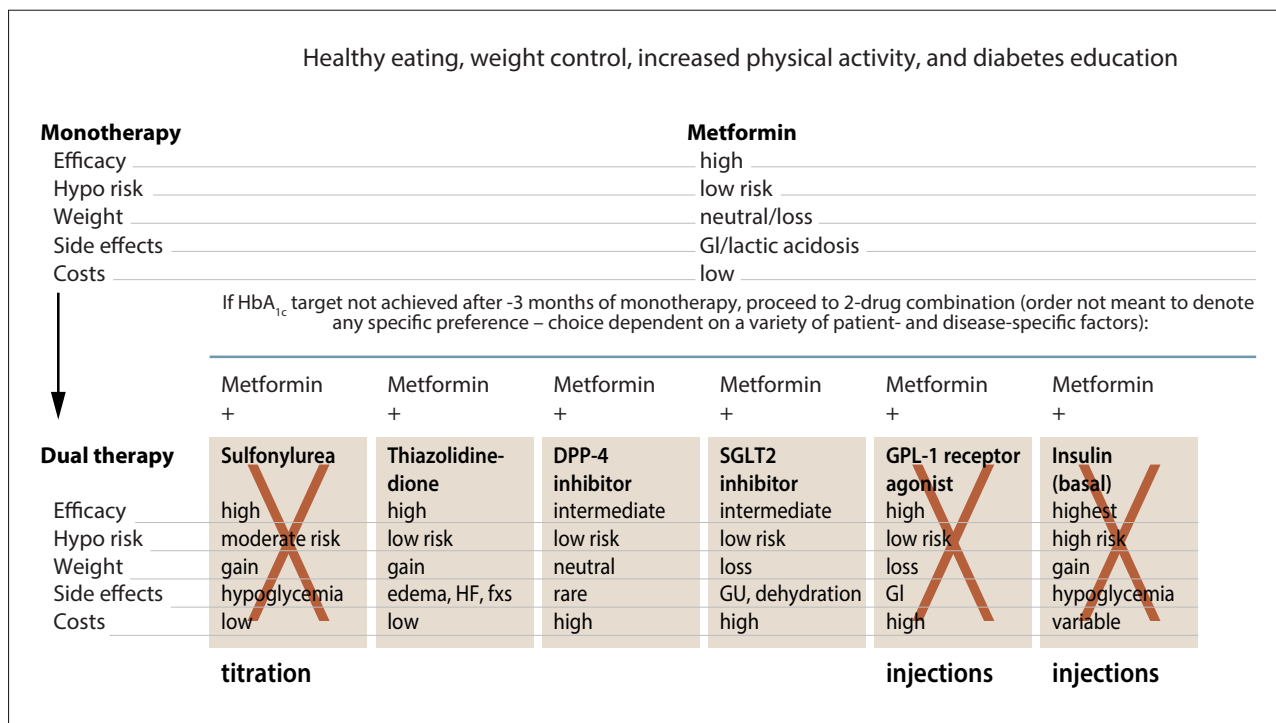 Healthy eating, weight control, increased physical activity, and diabetes education
Monotherapy Metformin
Efficacy high
Hypo risk low risk
Weight neutral/loss
Side effects Gl/lactic acidosis
Costs low
If HbA1c target not achieved after -3 months of monotherapy, proceed to 2-drug combination (order not meant to denote
any specific preference – choice dependent on a variety of patient- and disease-specific factors):
Metformin Metformin Metformin Metformin Metformin Metformin
+ + + + + +
Dual therapy Sulfonylurea Thiazolidine- DPP-4 SGLT2 GPL-1 receptor Insulin
dione inhibitor inhibitor agonist (basal)
Efficacy high high intermediate intermediate high highest
Hypo risk moderate risk low risk low risk low risk low risk high risk
Weight gain gain neutral loss loss gain
Side effects hypoglycemia edema, HF, fxs rare GU, dehydration Gl hypoglycemia
Costs low low high high high variable
titration injections injections